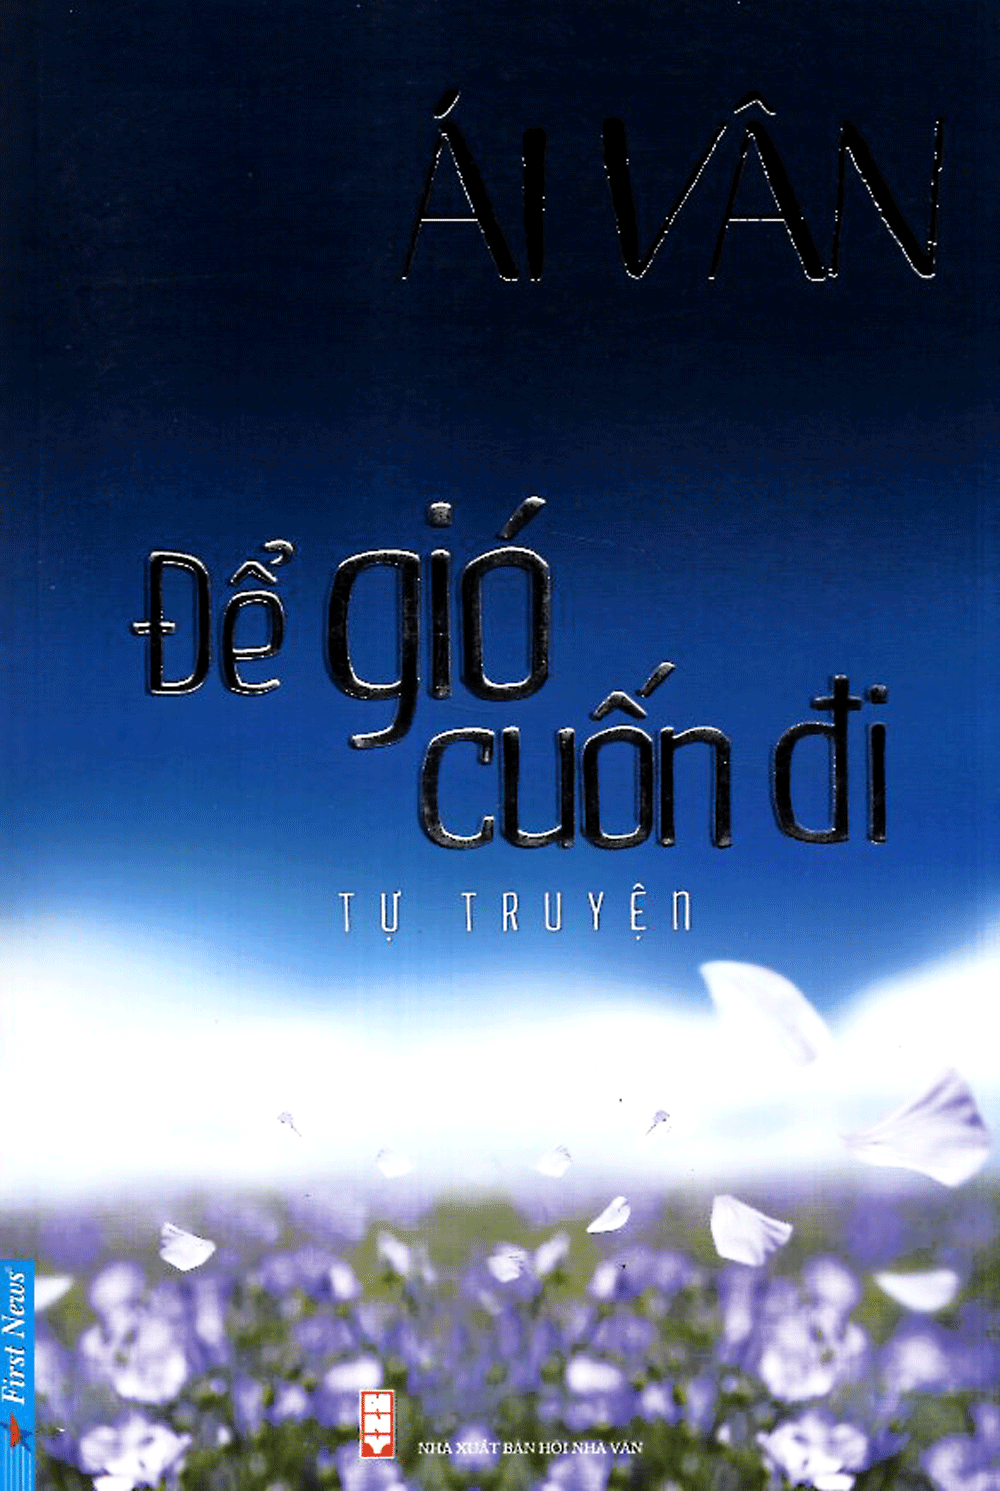 ÁI VÂN
Để gió
cuốn đi
TỰ TRUYỆN
First News
NHÀ XUẤT BẢN HỘI NHÀ VĂN